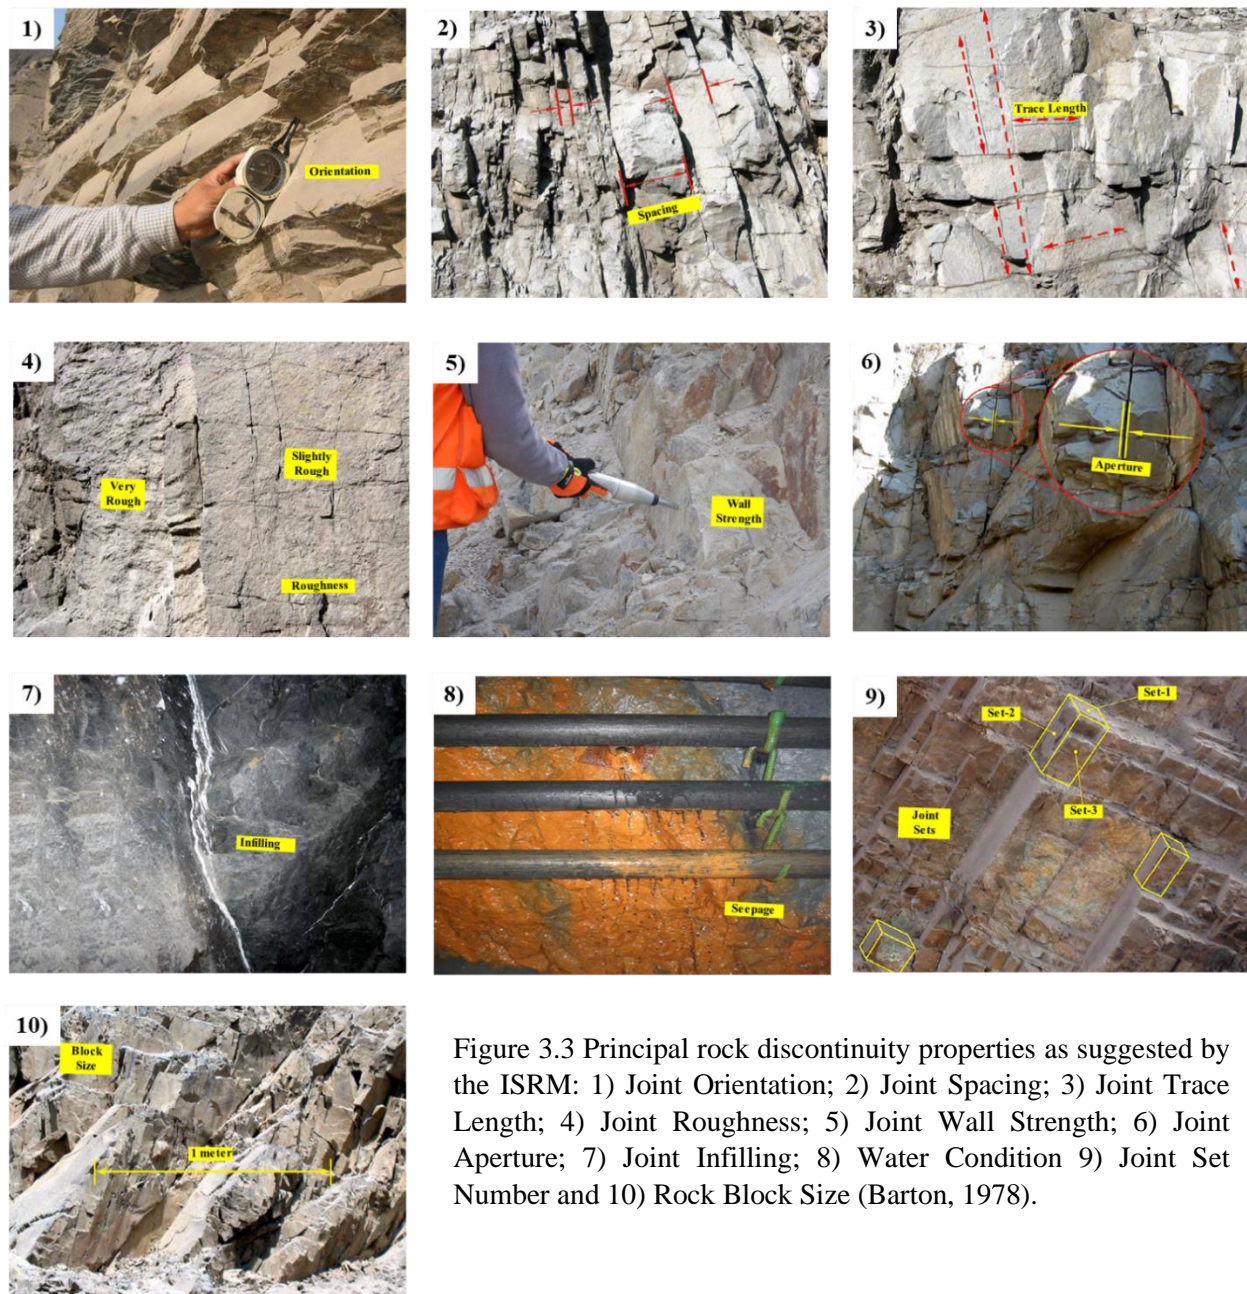 1)
Orientation
2)
Spacing
3)
Trace Length
4)
Very
Rough
Slightly
Rough
Roughness
5)
Wall
Strength
6)
Aperture
7)
Infilling
8)
Seepage
9)
Set-1
Set-2
Set-3
Joint
Sets
10)
Block
Size
1 meter
Figure 3.3 Principal rock discontinuity properties as suggested by
the ISRM: 1) Joint Orientation; 2) Joint Spacing; 3) Joint Trace
Length; 4) Joint Roughness; 5) Joint Wall Strength; 6) Joint
Aperture; 7) Joint Infilling; 8) Water Condition 9) Joint Set
Number and 10) Rock Block Size (Barton, 1978).